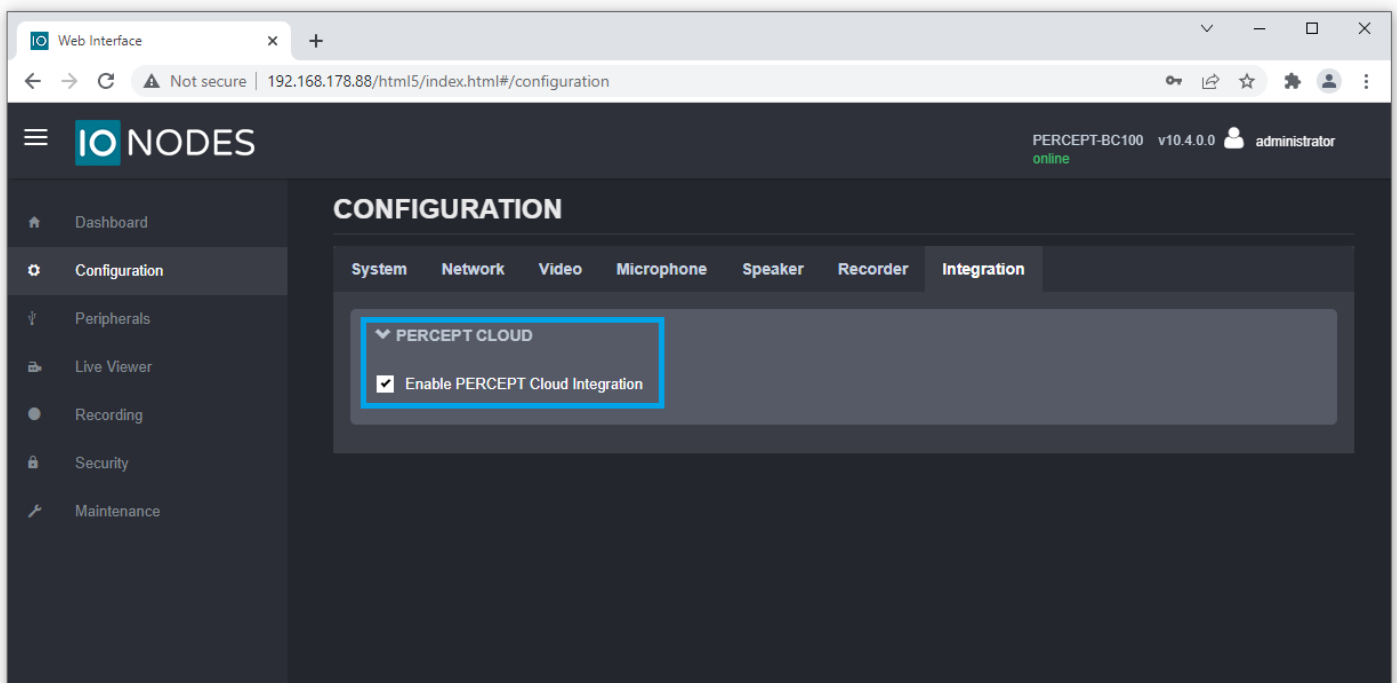 IO Web Interface
Not secure | 192.168.178.88/html5/index.html#/configuration
IO NODES
PERCEPT-BC100 v10.4.0.0 administrator
online
CONFIGURATION
Dashboard
Configuration
Peripherals
Live Viewer
Recording
Security
Maintenance
System Network Video Microphone Speaker Recorder Integration
PERCEPT CLOUD
Enable PERCEPT Cloud Integration